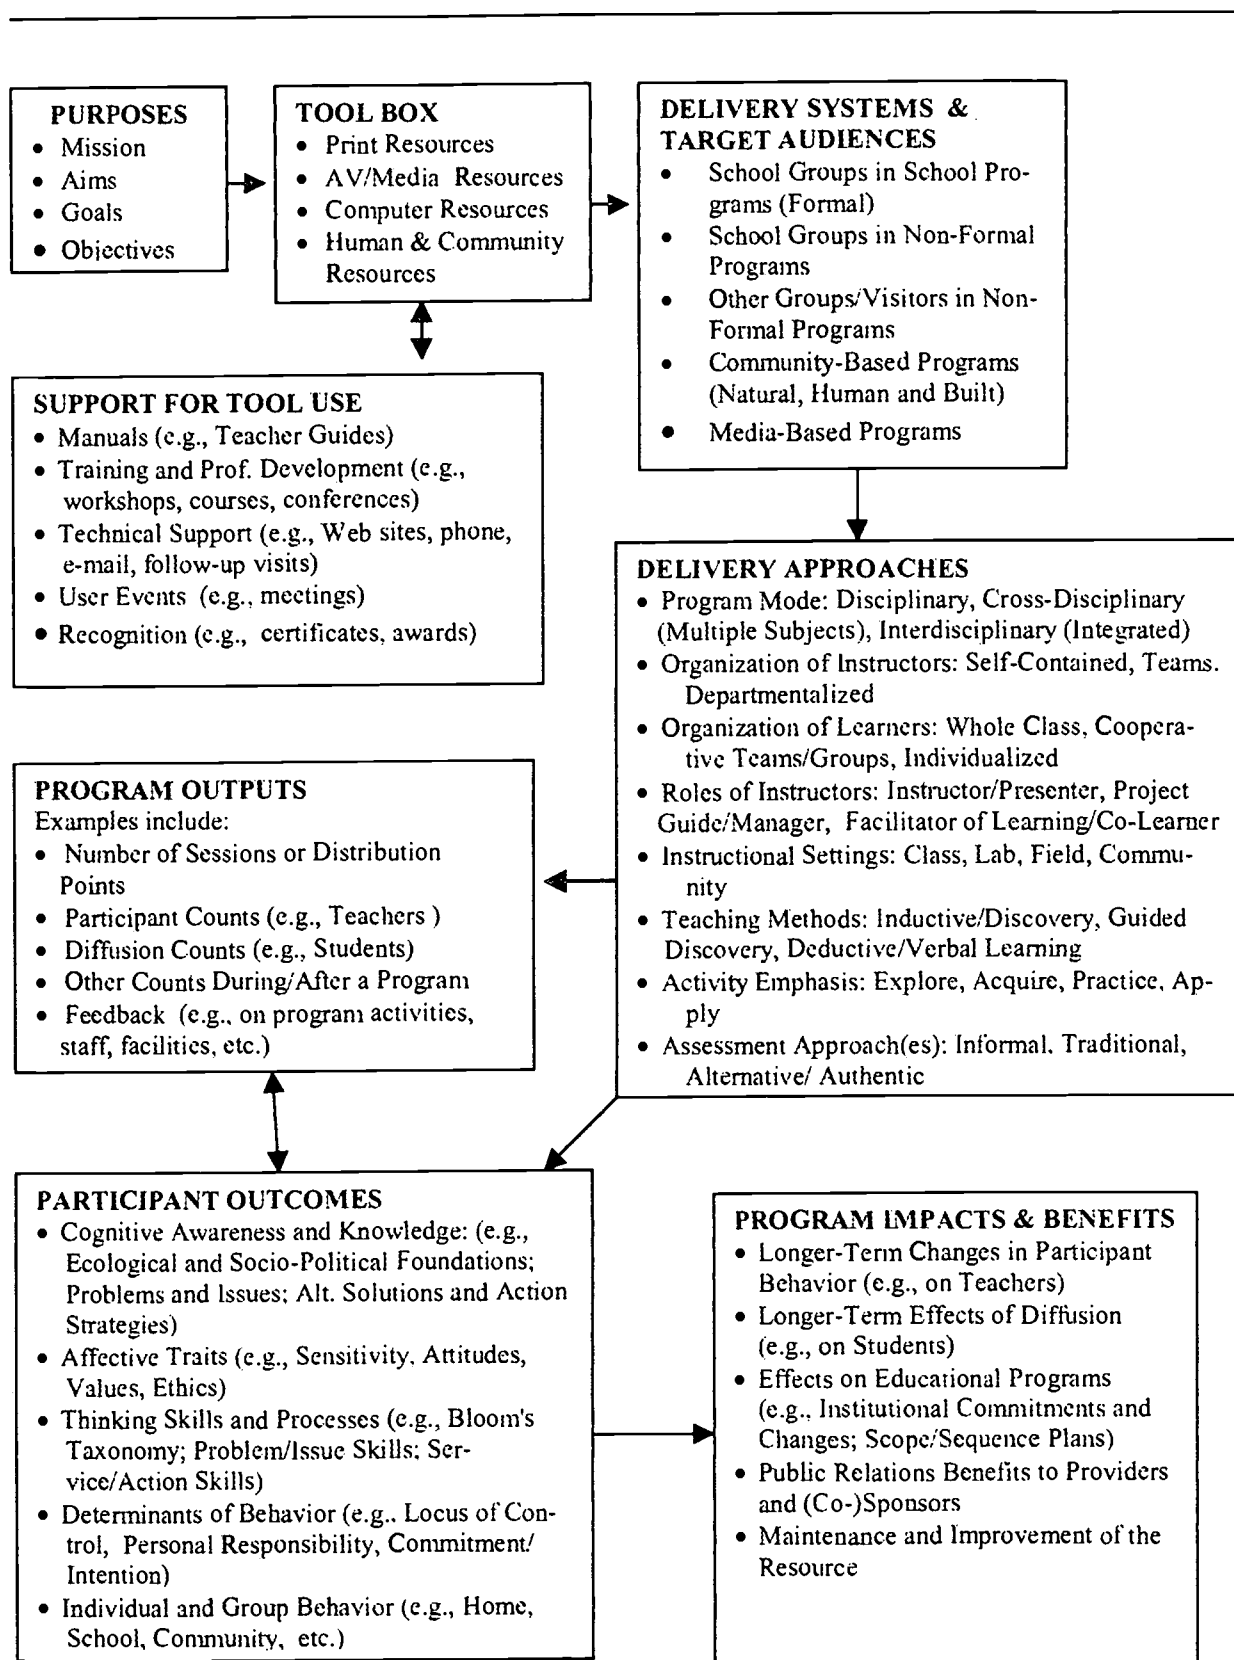 PURPOSES
• Mission
• Aims
• Goals
• Objectives
TOOL BOX
• Print Resources
• AV/Media Resources
• Computer Resources
• Human & Community
Resources
DELIVERY SYSTEMS &
TARGET AUDIENCES
• School Groups in School Pro-
grams (Formal)
• School Groups in Non-Formal
Programs
• Other Groups/Visitors in Non-
Formal Programs
• Community-Based Programs
(Natural, Human and Built)
• Media-Based Programs
SUPPORT FOR TOOL USE
• Manuals (e.g., Teacher Guides)
• Training and Prof. Development (e.g.,
workshops, courses, conferences)
• Technical Support (e.g., Web sites, phone,
e-mail, follow-up visits)
• User Events (e.g., meetings)
• Recognition (e.g., certificates, awards)
DELIVERY APPROACHES
• Program Mode: Disciplinary, Cross-Disciplinary
(Multiple Subjects), Interdisciplinary (Integrated)
• Organization of Instructors: Self-Contained, Teams.
Departmentalized
• Organization of Learners: Whole Class, Coopera-
tive Teams/Groups, Individualized
• Roles of Instructors: Instructor/Presenter, Project
Guide/Manager, Facilitator of Learning/Co-Learner
• Instructional Settings: Class, Lab, Field, Commu-
nity
• Teaching Methods: Inductive/Discovery, Guided
Discovery, Deductive/Verbal Learning
• Activity Emphasis: Explore, Acquire, Practice, Ap-
ply
• Assessment Approach(es): Informal, Traditional,
Alternative/ Authentic
PROGRAM OUTPUTS
Examples include:
• Number of Sessions or Distribution
Points
• Participant Counts (e.g., Teachers )
• Diffusion Counts (e.g., Students)
• Other Counts During/After a Program
• Feedback (e.g., on program activities,
staff, facilities, etc.)
PARTICIPANT OUTCOMES
• Cognitive Awareness and Knowledge: (e.g.,
Ecological and Socio-Political Foundations;
Problems and Issues; Alt. Solutions and Action
Strategies)
• Affective Traits (e.g., Sensitivity, Attitudes,
Values, Ethics)
• Thinking Skills and Processes (e.g., Bloom's
Taxonomy; Problem/Issue Skills; Ser-
vice/Action Skills)
• Determinants of Behavior (e.g., Locus of Con-
trol, Personal Responsibility, Commitment/
Intention)
• Individual and Group Behavior (e.g., Home,
School, Community, etc.)
PROGRAM IMPACTS & BENEFITS
• Longer-Term Changes in Participant
Behavior (e.g., on Teachers)
• Longer-Term Effects of Diffusion
(e.g., on Students)
• Effects on Educational Programs
(e.g., Institutional Commitments and
Changes; Scope/Sequence Plans)
• Public Relations Benefits to Providers
and (Co-)Sponsors
• Maintenance and Improvement of the
Resource